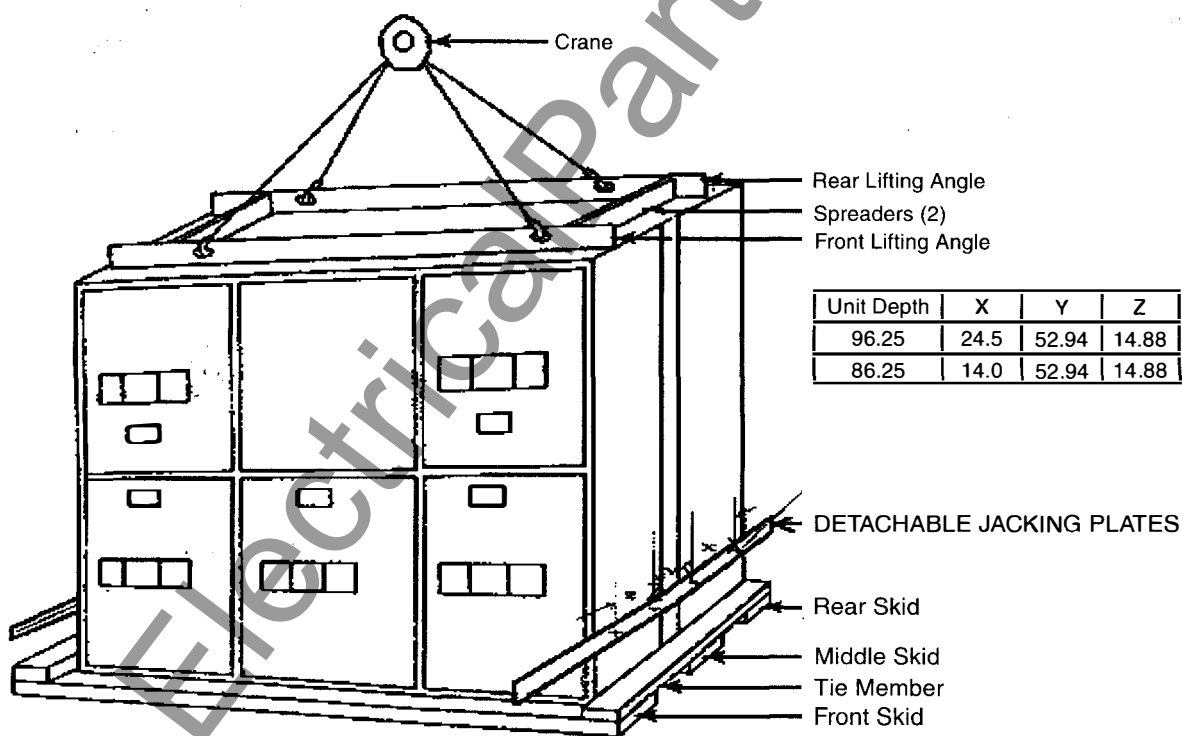 Crane
Rear Lifting Angle
Spreaders (2)
Front Lifting Angle
Unit Depth X Y Z
96.25 24.5 52.94 14.88
86.25 14.0 52.94 14.88
DETACHABLE JACKING PLATES
Rear Skid
Middle Skid
Tie Member
Front Skid
ElectricalPar